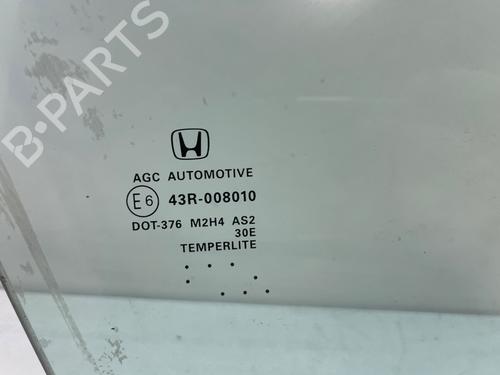 B-PARTS
AGC AUTOMOTIVE
E6 43R-008010
DOT-376 M2H4 AS2
30E
TEMPERLITE